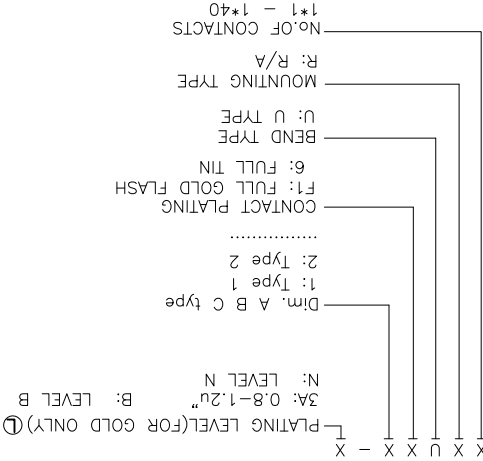 X X U X X - X
PLATING LEVEL(FOR GOLD ONLY) Ⓛ
3A: 0.8-1.2u" B: LEVEL B
N: LEVEL N
Dim. A B C type
1: Type 1
2: Type 2
.................
CONTACT PLATING
F1: FULL GOLD FLASH
6: FULL TIN
BEND TYPE
U: U TYPE
MOUNTING TYPE
R: R/A
No.OF CONTACTS
1*1 - 1*40